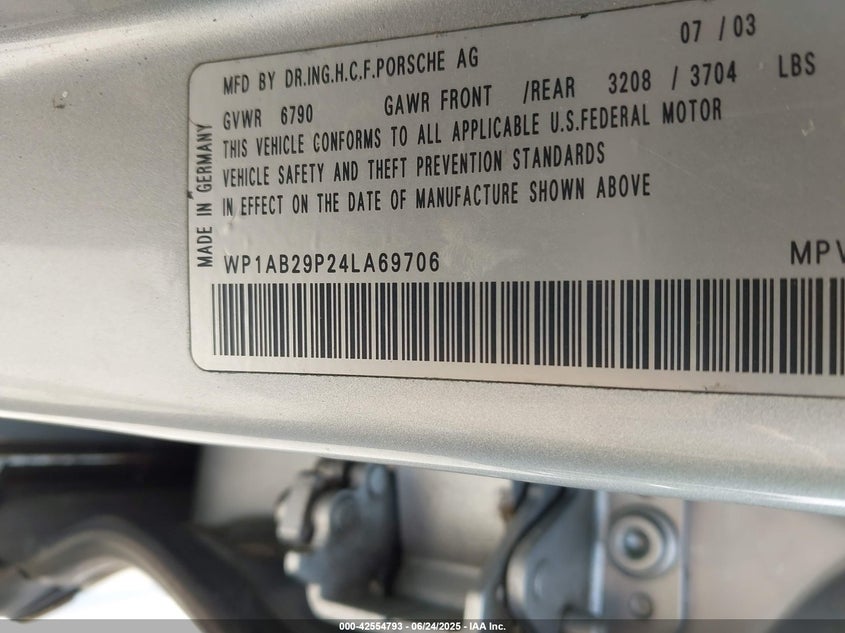 07 / 03
MFD BY DR.ING.H.C.F.PORSCHE AG
GVWR 6790 GAWR FRONT /REAR 3208 / 3704 LBS
THIS VEHICLE CONFORMS TO ALL APPLICABLE U.S.FEDERAL MOTOR
VEHICLE SAFETY AND THEFT PREVENTION STANDARDS
IN EFFECT ON THE DATE OF MANUFACTURE SHOWN ABOVE
MADE IN GERMANY
WP1AB29P24LA69706 MPV
000-42554793 - 06/24/2025 - IAA Inc.